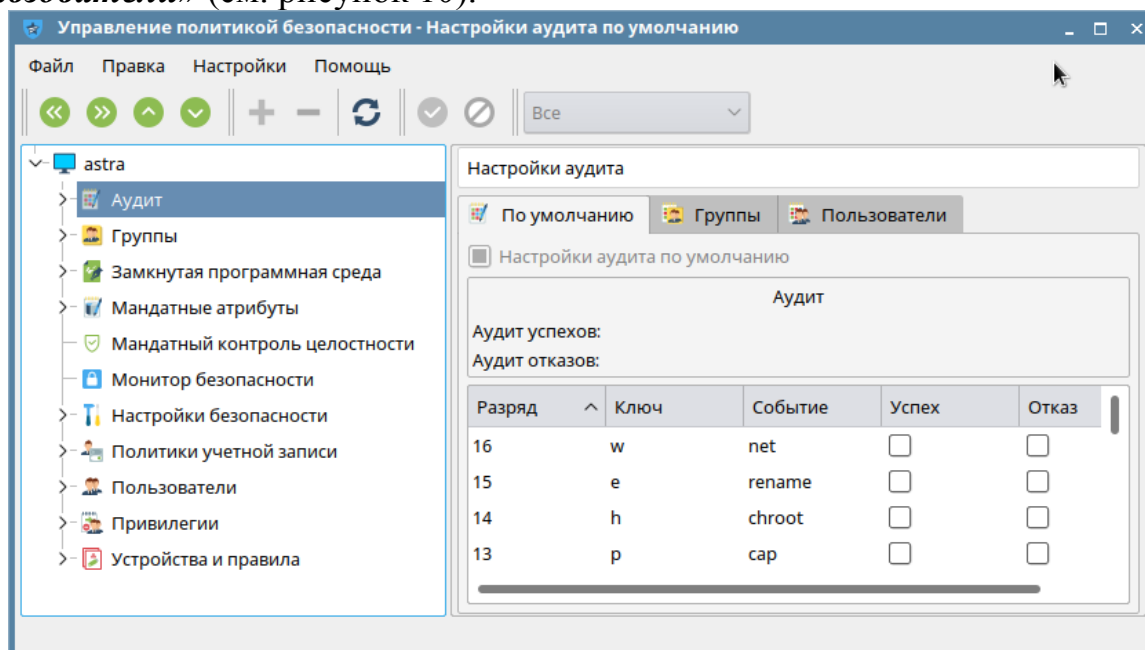 » (см. рисунок 16).
Управление политикой безопасности - Настройки аудита по умолчанию
Файл Правка Настройки Помощь
Все
astra
Аудит
Группы
Замкнутая программная среда
Мандатные атрибуты
Мандатный контроль целостности
Монитор безопасности
Настройки безопасности
Политики учетной записи
Пользователи
Привилегии
Устройства и правила
Настройки аудита
По умолчанию Группы Пользователи
Настройки аудита по умолчанию
Аудит
Аудит успехов:
Аудит отказов:
Разряд Ключ Событие Успех Отказ
16 w net
15 e rename
14 h chroot
13 p cap